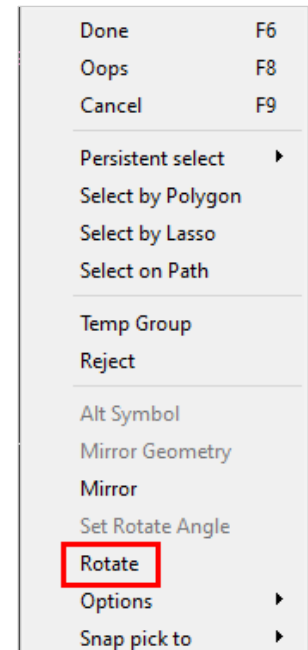 Done F6
Oops F8
Cancel F9
Persistent select
Select by Polygon
Select by Lasso
Select on Path
Temp Group
Reject
Alt Symbol
Mirror Geometry
Mirror
Set Rotate Angle
Rotate
Options
Snap pick to